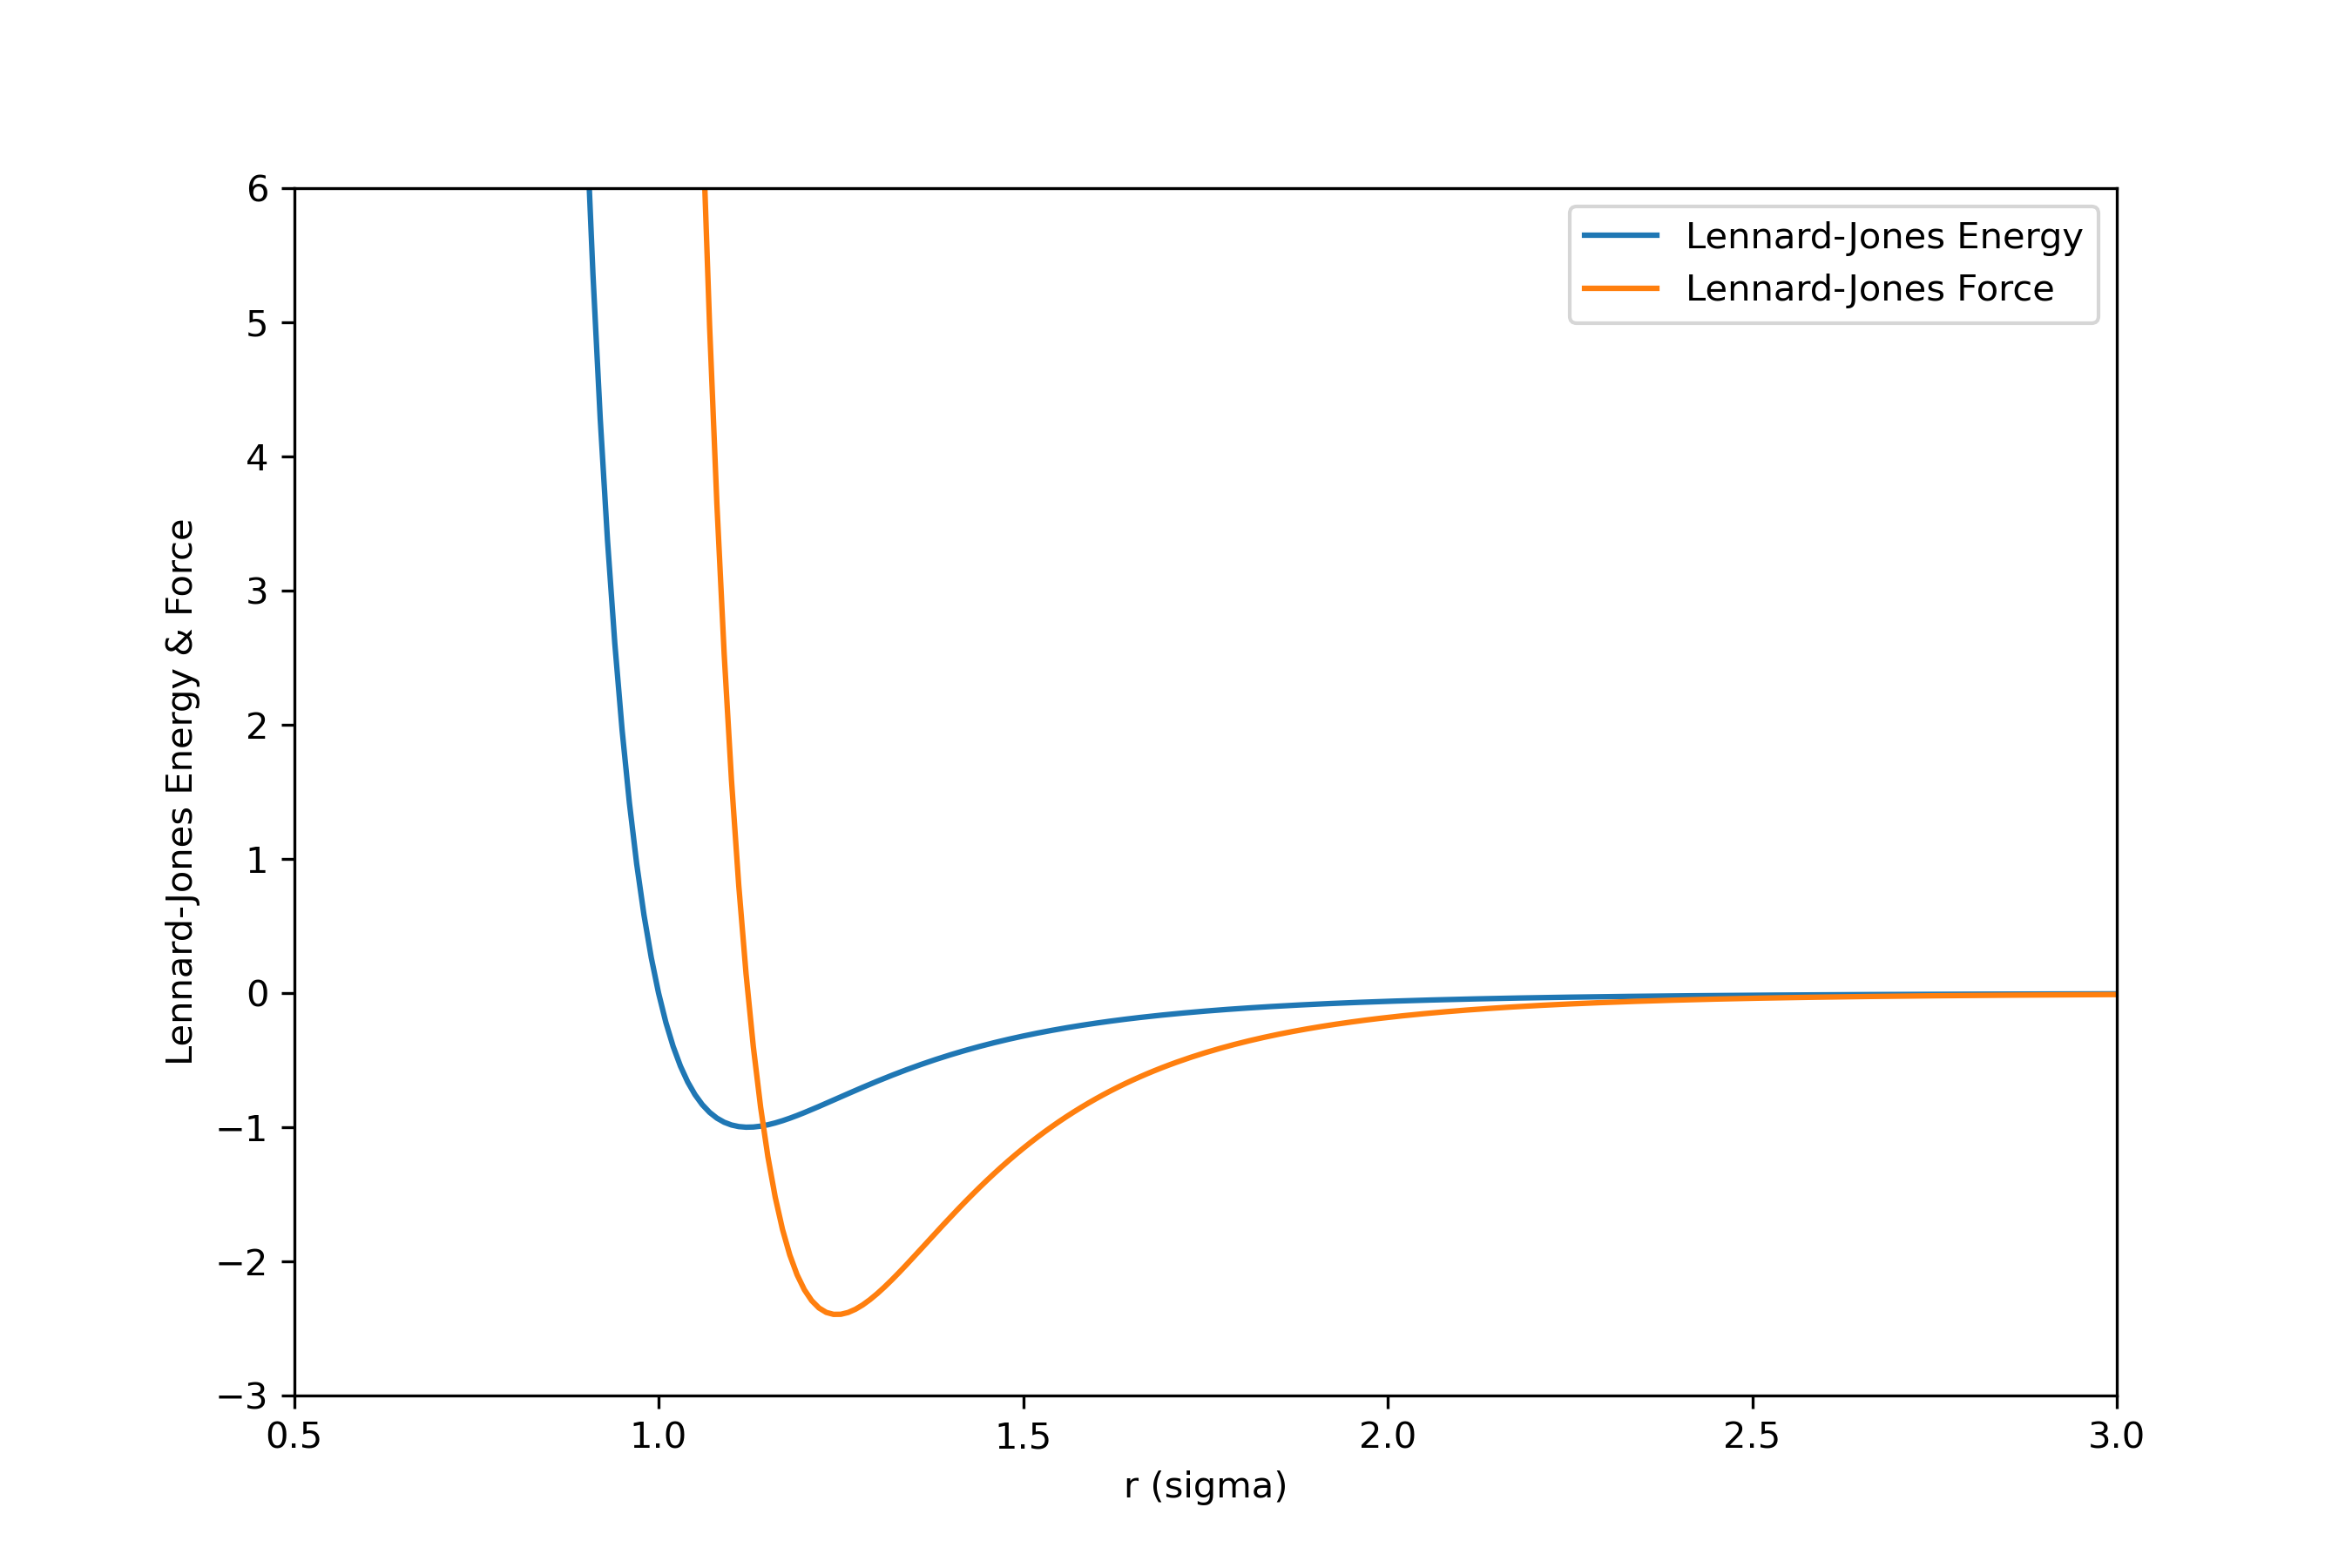 Lennard-Jones Energy
Lennard-Jones Force
6
5
4
3
2
1
0
−1
−2
−3
Lennard-Jones Energy & Force
0.5 1.0 1.5 2.0 2.5 3.0
r (sigma)